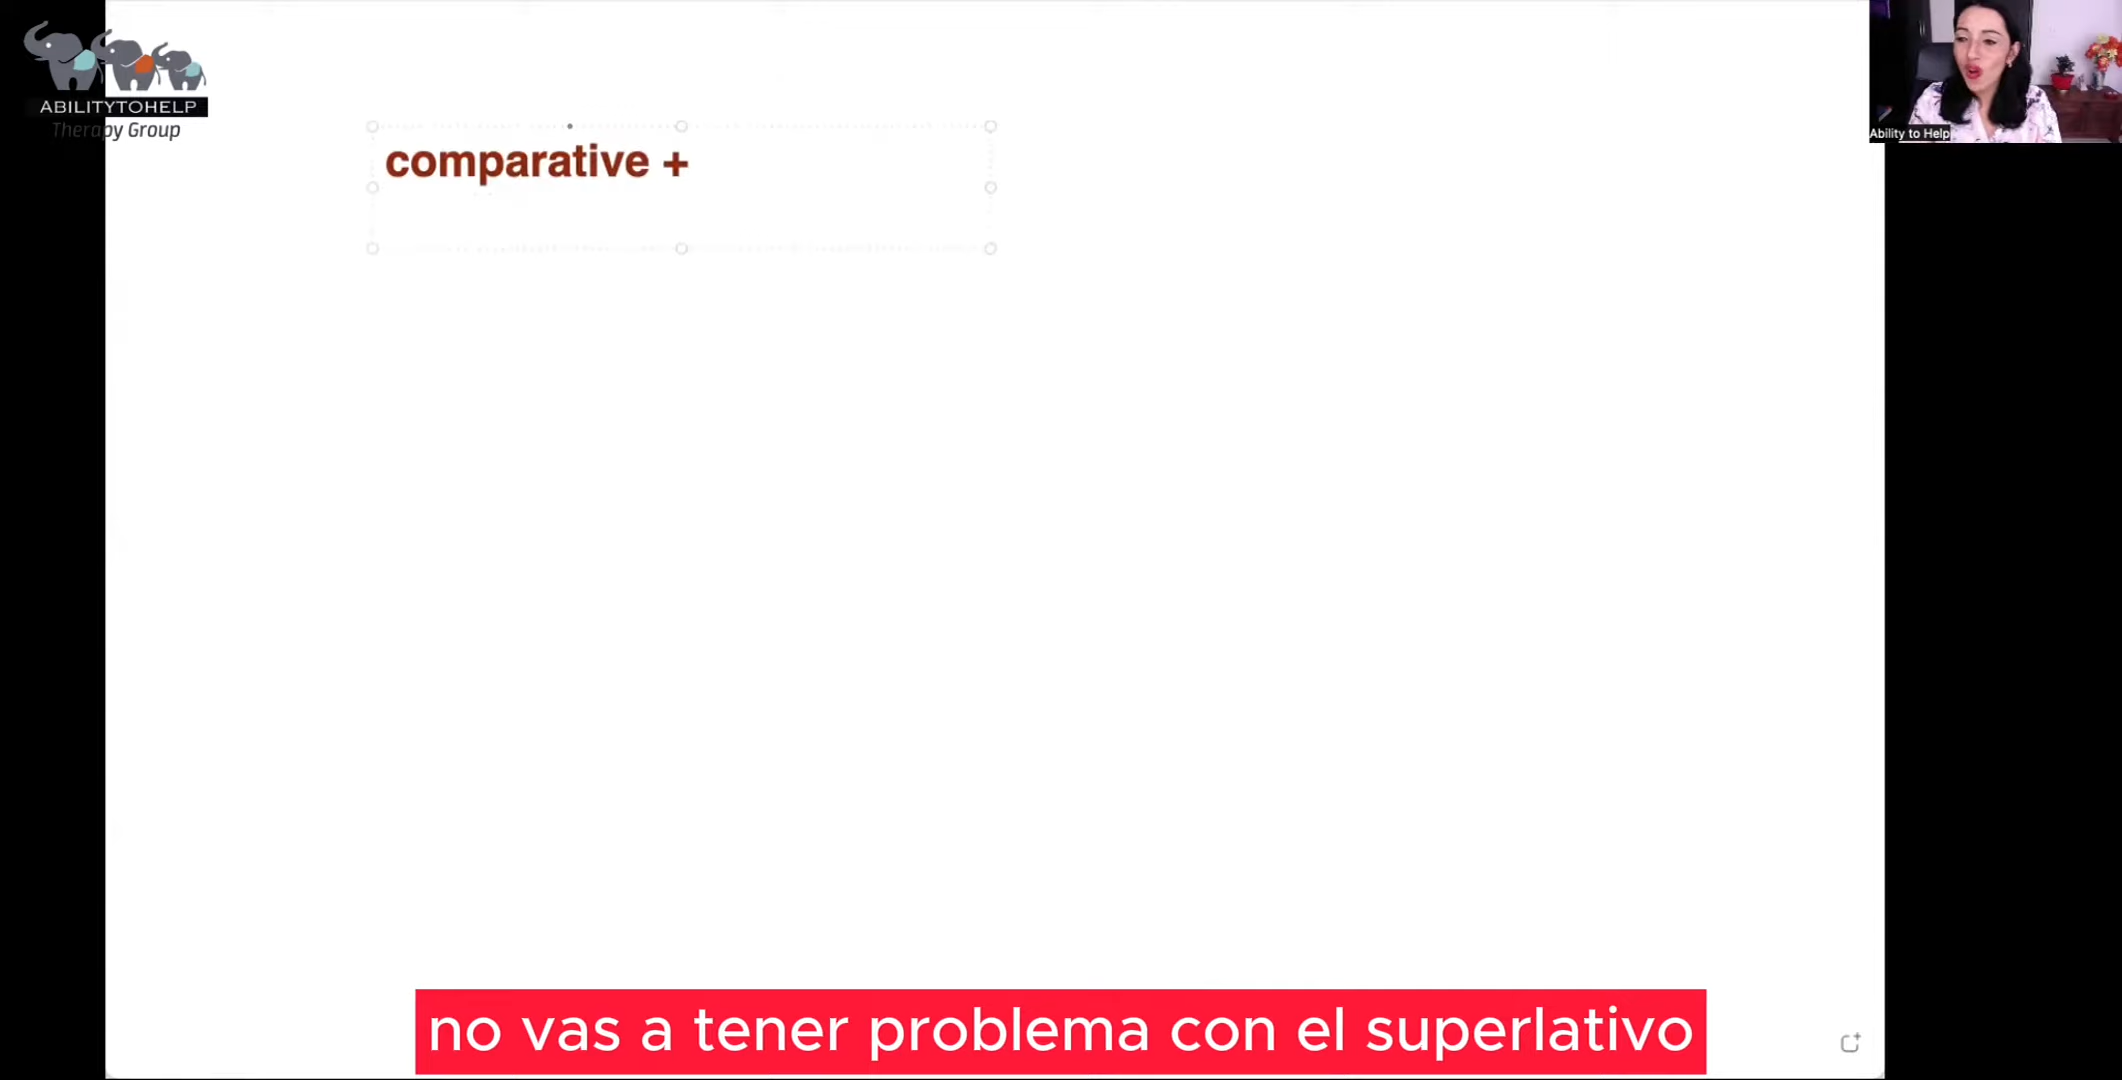 ABILITYTOHELP
Therapy Group
Ability to Help
comparative +
no vas a tener problema con el superlativo